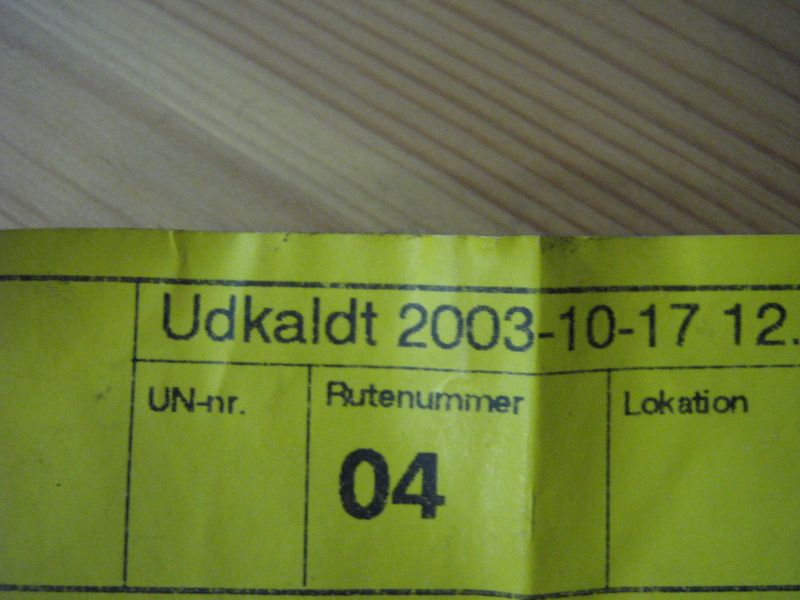 Udkaldt 2003-10-17 12.
UN-nr. Rutenummer Lokation
04